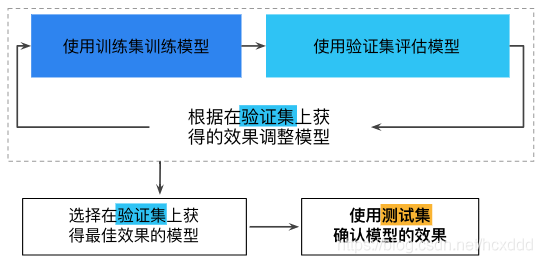 使用训练集训练模型
使用验证集评估模型
根据在验证集上获
得的效果调整模型
选择在验证集上获
得最佳效果的模型
使用测试集
确认模型的效果
https://blog.csdn.net/hcxddd